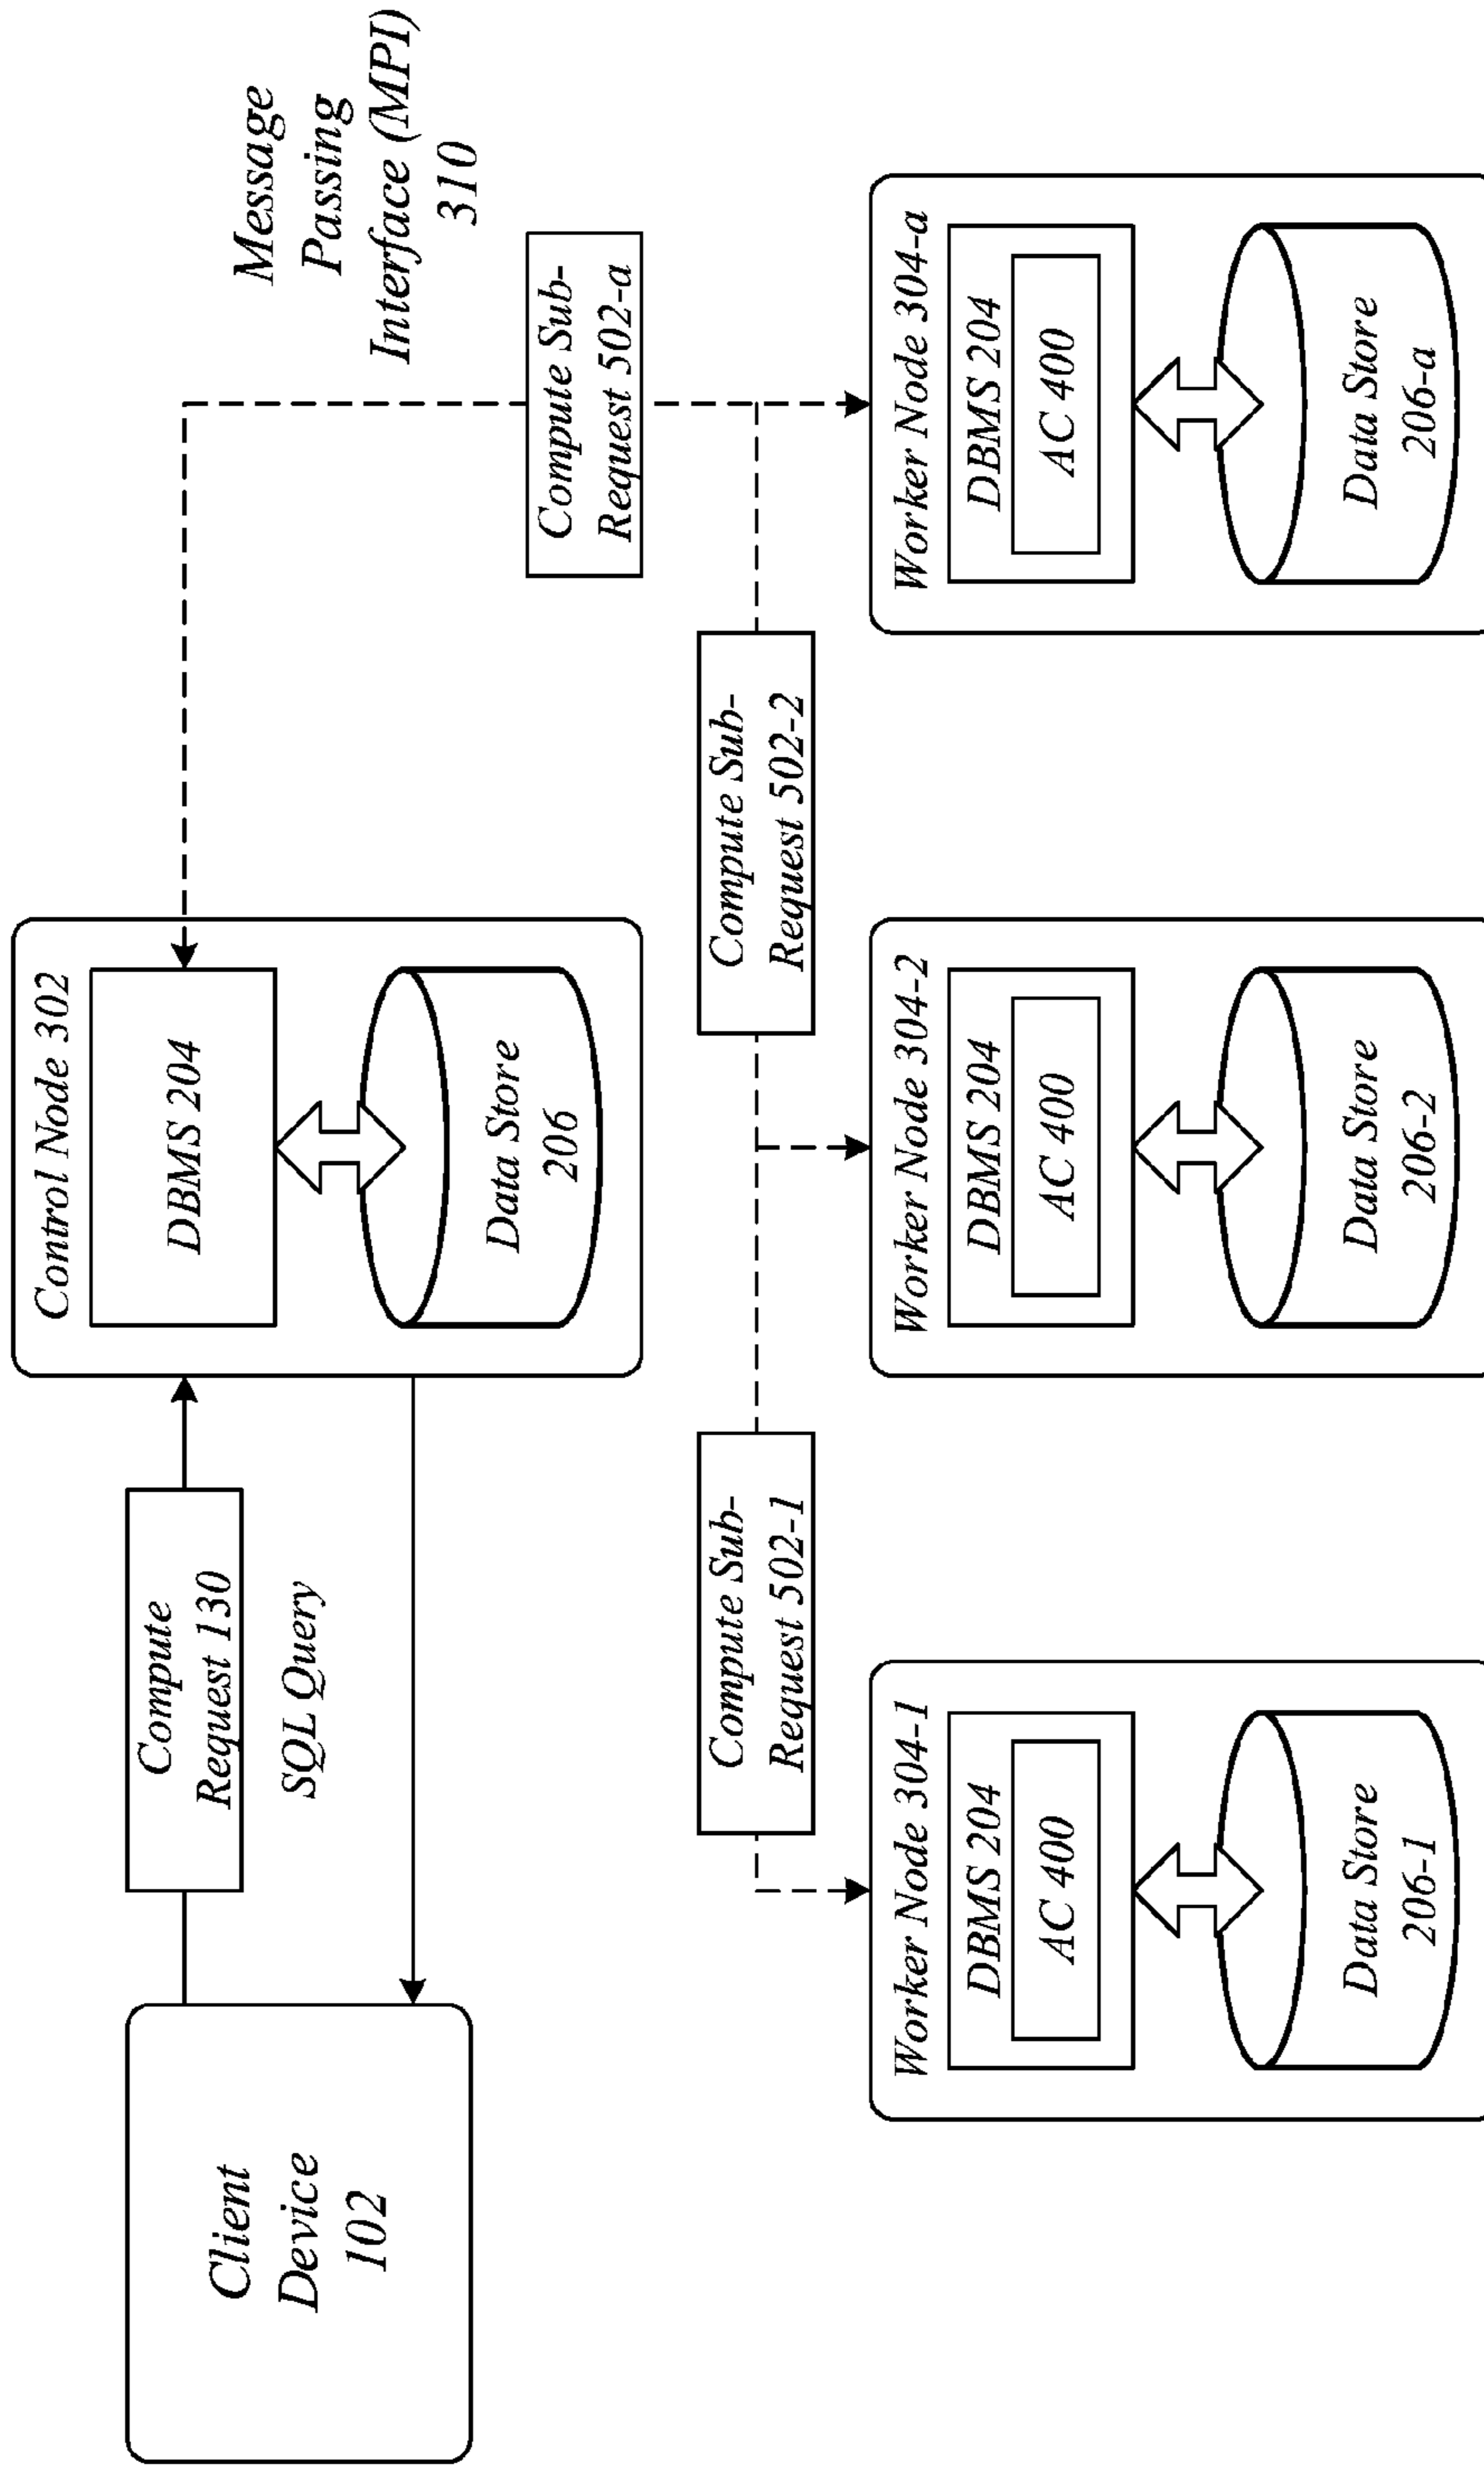 Client
Device
102
Compute
Request 130
SQL Query
Control Node 302
DBMS 204
Data Store
206
Message
Passing
Interface (MPI)
310
Compute Sub-
Request 502-a
Compute Sub-
Request 502-1
Compute Sub-
Request 502-2
Worker Node 304-1
DBMS 204
AC 400
Data Store
206-1
Worker Node 304-2
DBMS 204
AC 400
Data Store
206-2
Worker Node 304-a
DBMS 204
AC 400
Data Store
206-a